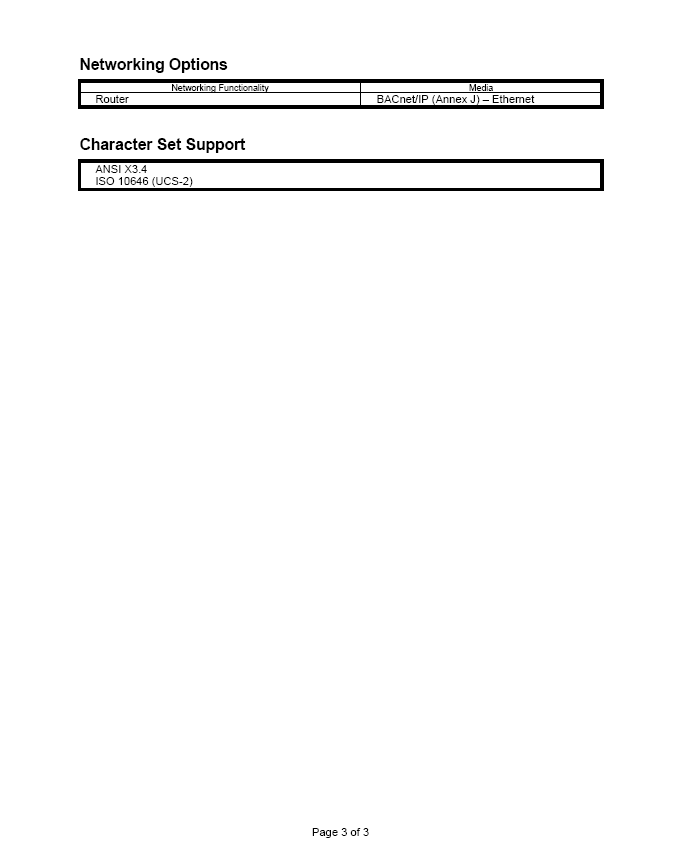 Networking Options
Networking Functionality Media
Router BACnet/IP (Annex J) – Ethernet
Character Set Support
ANSI X3.4
ISO 10646 (UCS-2)
Page 3 of 3